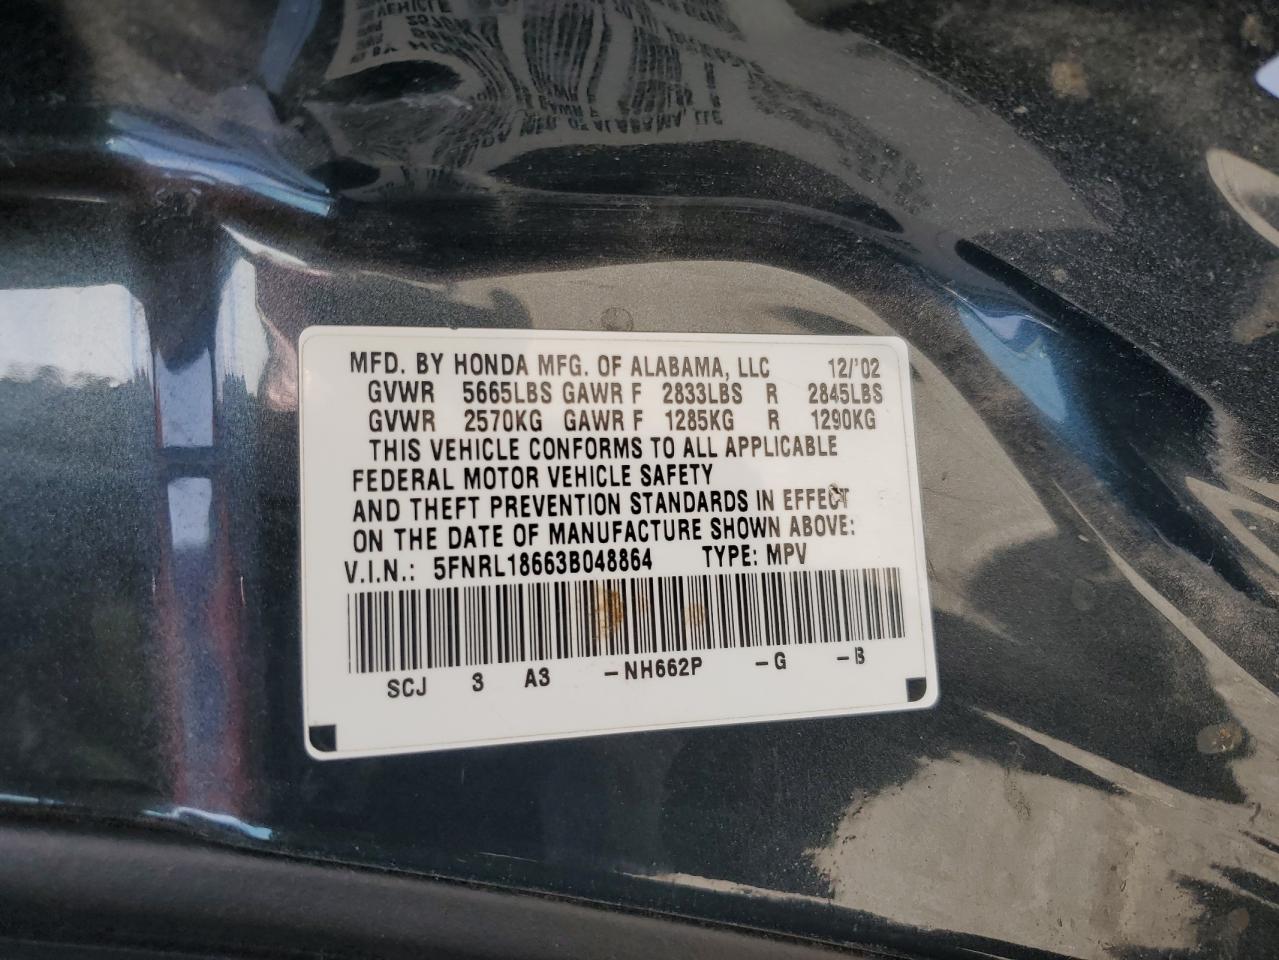 MFD. BY HONDA MFG. OF ALABAMA, LLC 12/'02
GVWR 5665LBS GAWR F 2833LBS R 2845LBS
GVWR 2570KG GAWR F 1285KG R 1290KG
THIS VEHICLE CONFORMS TO ALL APPLICABLE
FEDERAL MOTOR VEHICLE SAFETY
AND THEFT PREVENTION STANDARDS IN EFFECT
ON THE DATE OF MANUFACTURE SHOWN ABOVE:
V.I.N.: 5FNRL18663B048864 TYPE: MPV
SCJ 3 A3 -NH662P -G -B